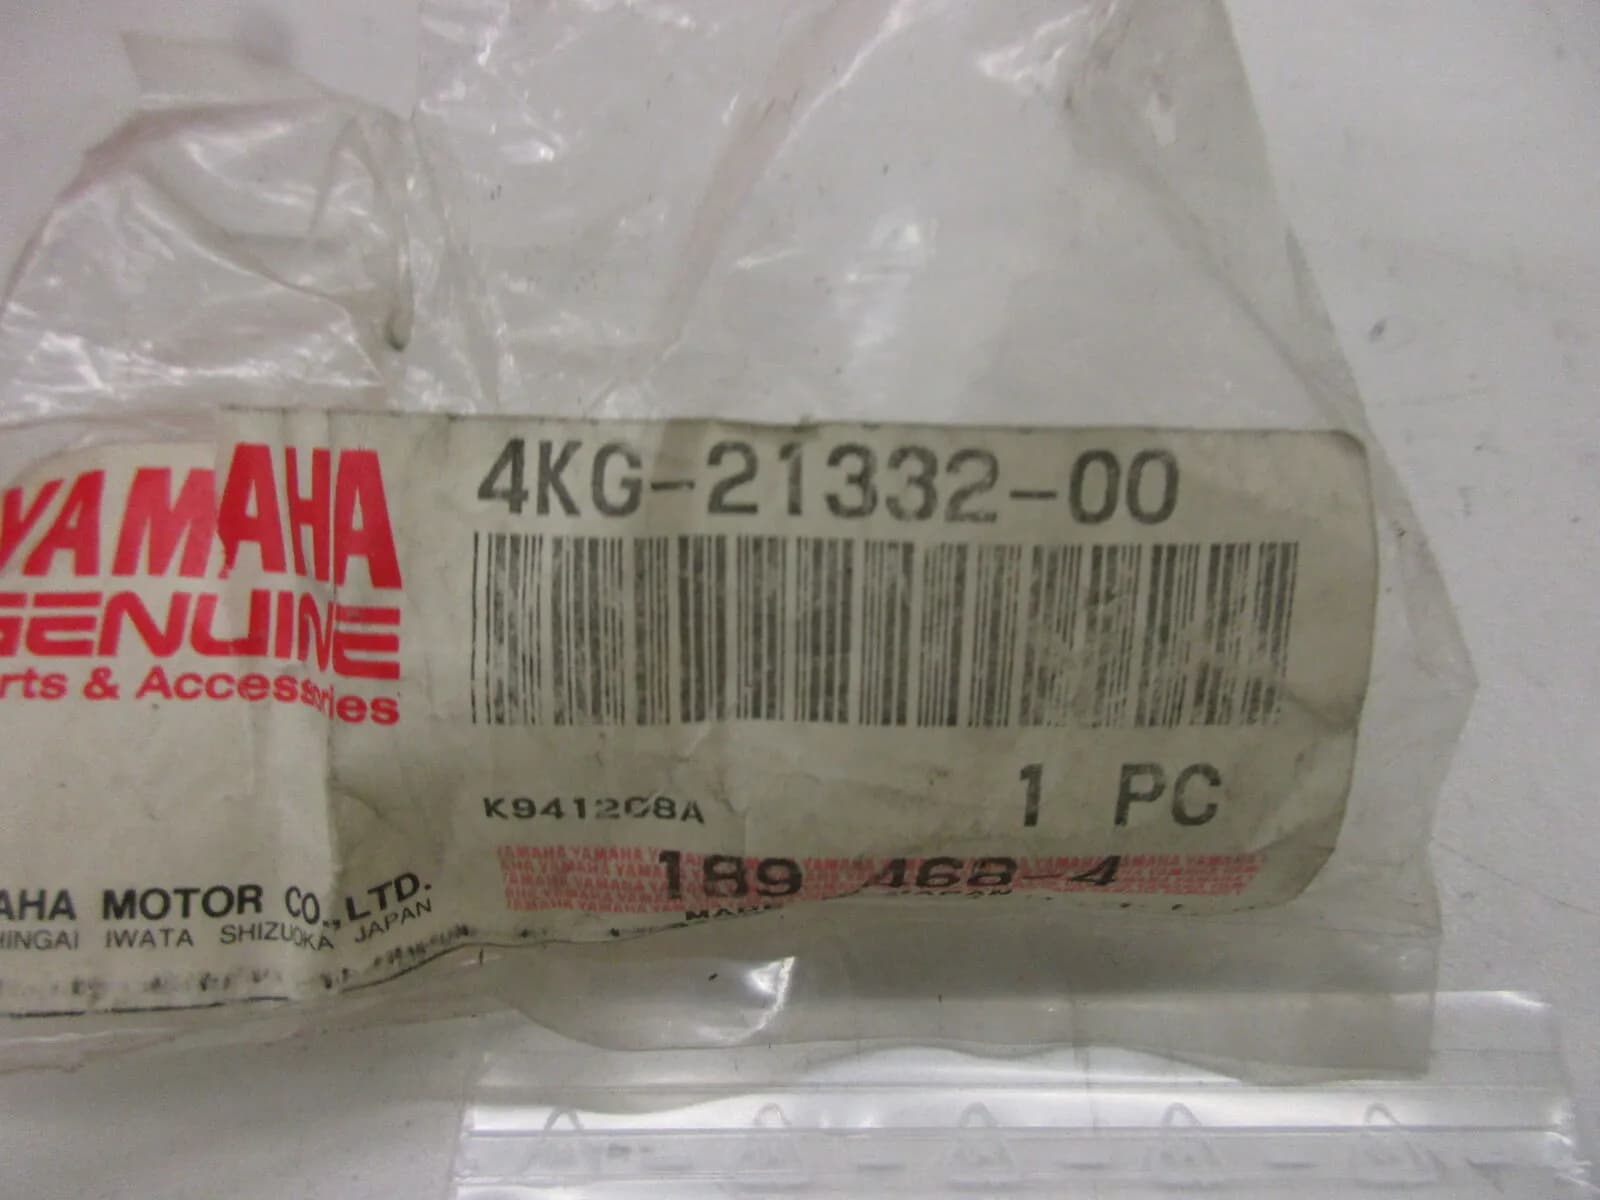 YAMAHA
GENUINE
rts & Accessories
4KG-21332-00
1 PC
K941208A
189 468-4
AHA MOTOR CO., LTD.
HINGAI IWATA SHIZUOKA JAPAN